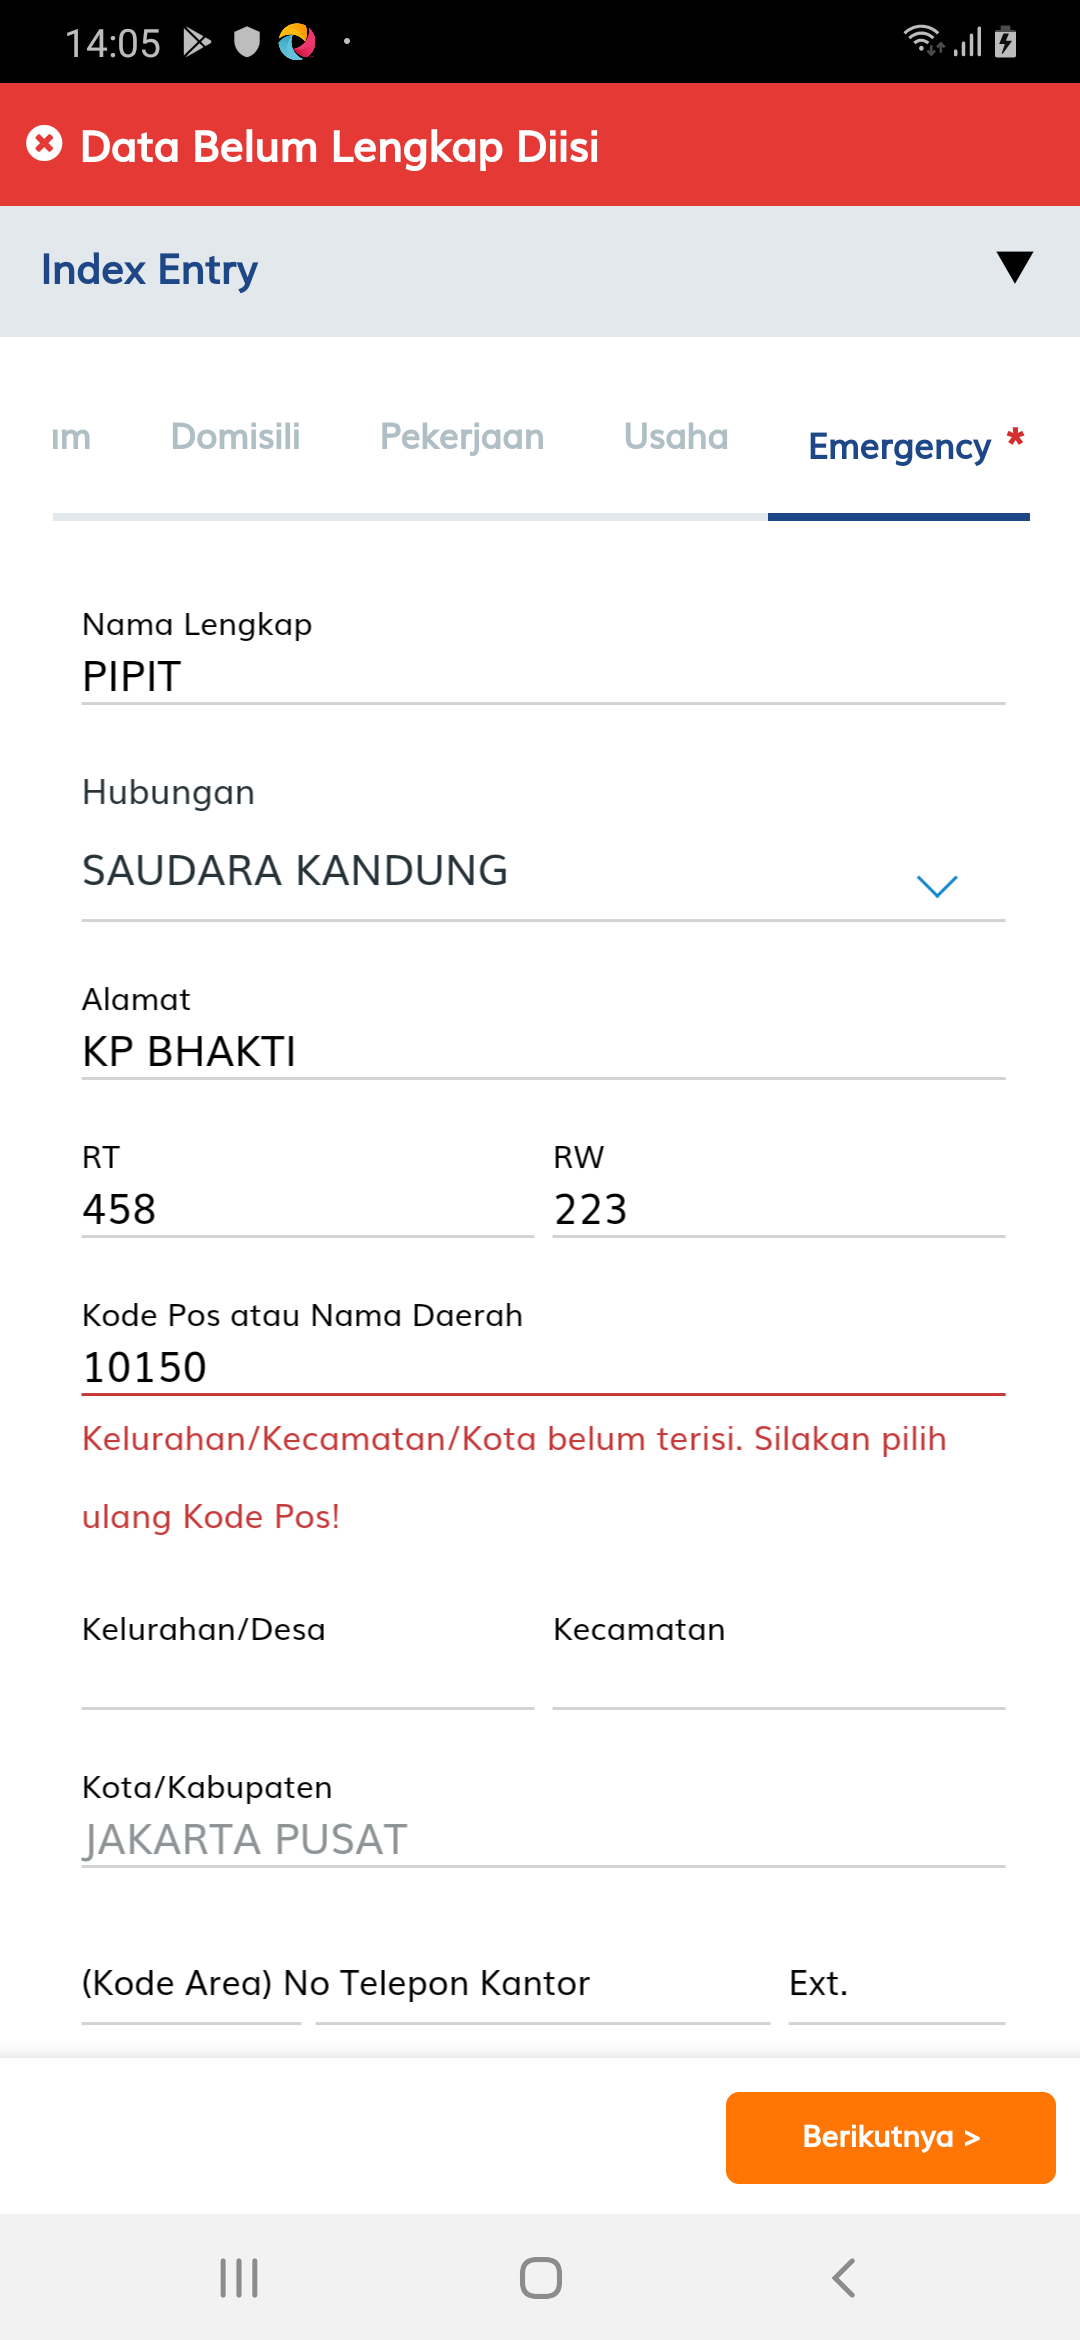 14:05
Data Belum Lengkap Diisi
Index Entry
Domisili Pekerjaan Usaha Emergency *
Nama Lengkap
PIPIT
Hubungan
SAUDARA KANDUNG
Alamat
KP BHAKTI
RT RW
458 223
Kode Pos atau Nama Daerah
10150
Kelurahan/Kecamatan/Kota belum terisi. Silakan pilih
ulang Kode Pos!
Kelurahan/Desa Kecamatan
Kota/Kabupaten
JAKARTA PUSAT
(Kode Area) No Telepon Kantor Ext.
Berikutnya >